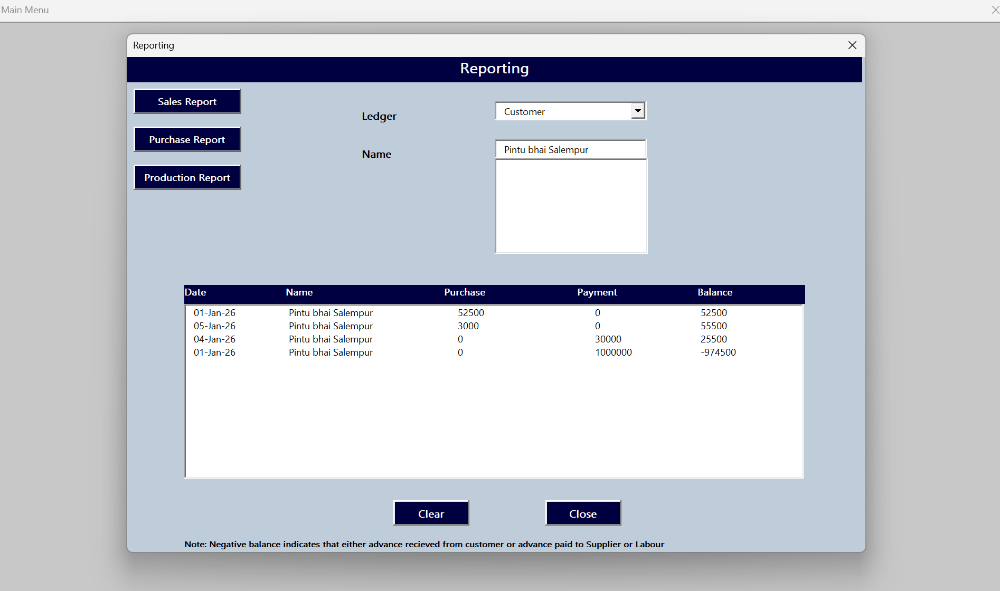 Main Menu
Reporting
Reporting
Sales Report
Purchase Report
Production Report
Ledger
Customer
Name
Pintu bhai Salempur
Date Name Purchase Payment Balance
01-Jan-26 Pintu bhai Salempur 52500 0 52500
05-Jan-26 Pintu bhai Salempur 3000 0 55500
04-Jan-26 Pintu bhai Salempur 0 30000 25500
01-Jan-26 Pintu bhai Salempur 0 1000000 -974500
Clear Close
Note: Negative balance indicates that either advance recieved from customer or advance paid to Supplier or Labour